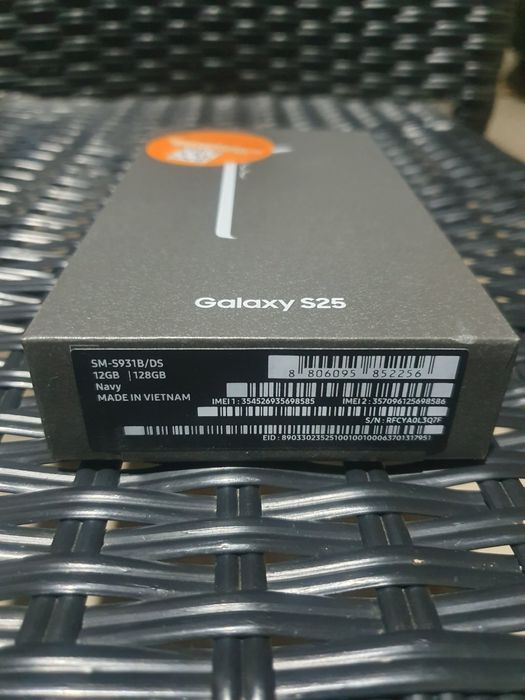 Galaxy S25
SM-S931B/DS
12GB | 128GB
Navy
MADE IN VIETNAM
8 806095 852256
IMEI 1 : 354526935698585 IMEI 2 : 357096125698586
S/N : RFCYA0L3Q7F
EID : 89033023525100100100063701317951